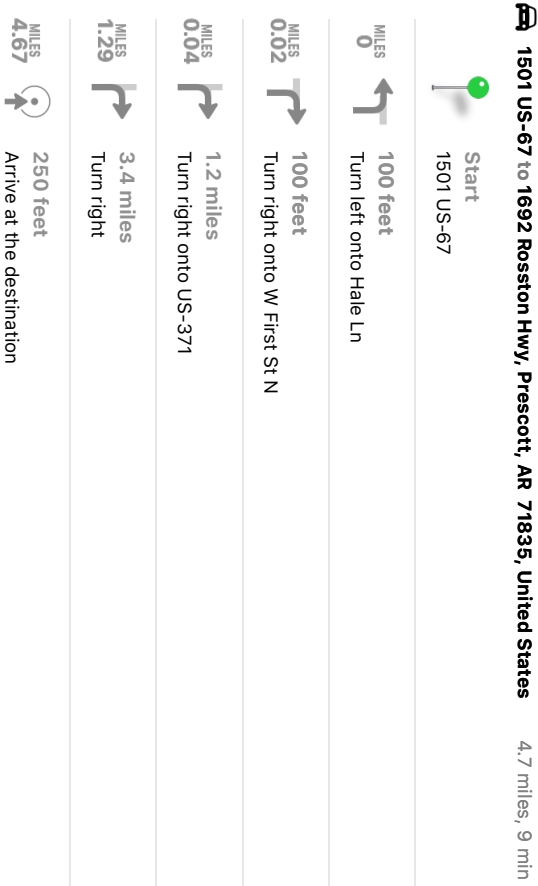 1501 US-67 to 1692 Rosston Hwy, Prescott, AR 71835, United States 4.7 miles, 9 min
Start
1501 US-67
0 MILES
100 feet
Turn left onto Hale Ln
0.02 MILES
100 feet
Turn right onto W First St N
0.04 MILES
1.2 miles
Turn right onto US-371
1.29 MILES
3.4 miles
Turn right
4.67 MILES
250 feet
Arrive at the destination